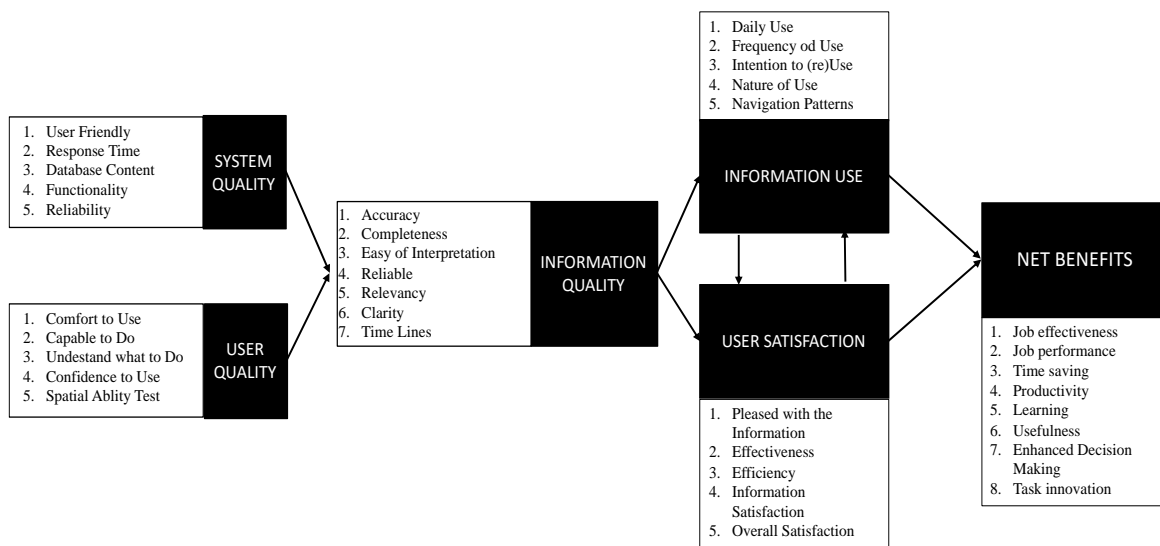 1. User Friendly
2. Response Time
3. Database Content
4. Functionality
5. Reliability
SYSTEM
QUALITY
1. Comfort to Use
2. Capable to Do
3. Undestand what to Do
4. Confidence to Use
5. Spatial Ablity Test
USER
QUALITY
1. Accuracy
2. Completeness
3. Easy of Interpretation
4. Reliable
5. Relevancy
6. Clarity
7. Time Lines
INFORMATION
QUALITY
1. Daily Use
2. Frequency od Use
3. Intention to (re)Use
4. Nature of Use
5. Navigation Patterns
INFORMATION USE
USER SATISFACTION
1. Pleased with the
Information
2. Effectiveness
3. Efficiency
4. Information
Satisfaction
5. Overall Satisfaction
NET BENEFITS
1. Job effectiveness
2. Job performance
3. Time saving
4. Productivity
5. Learning
6. Usefulness
7. Enhanced Decision
Making
8. Task innovation